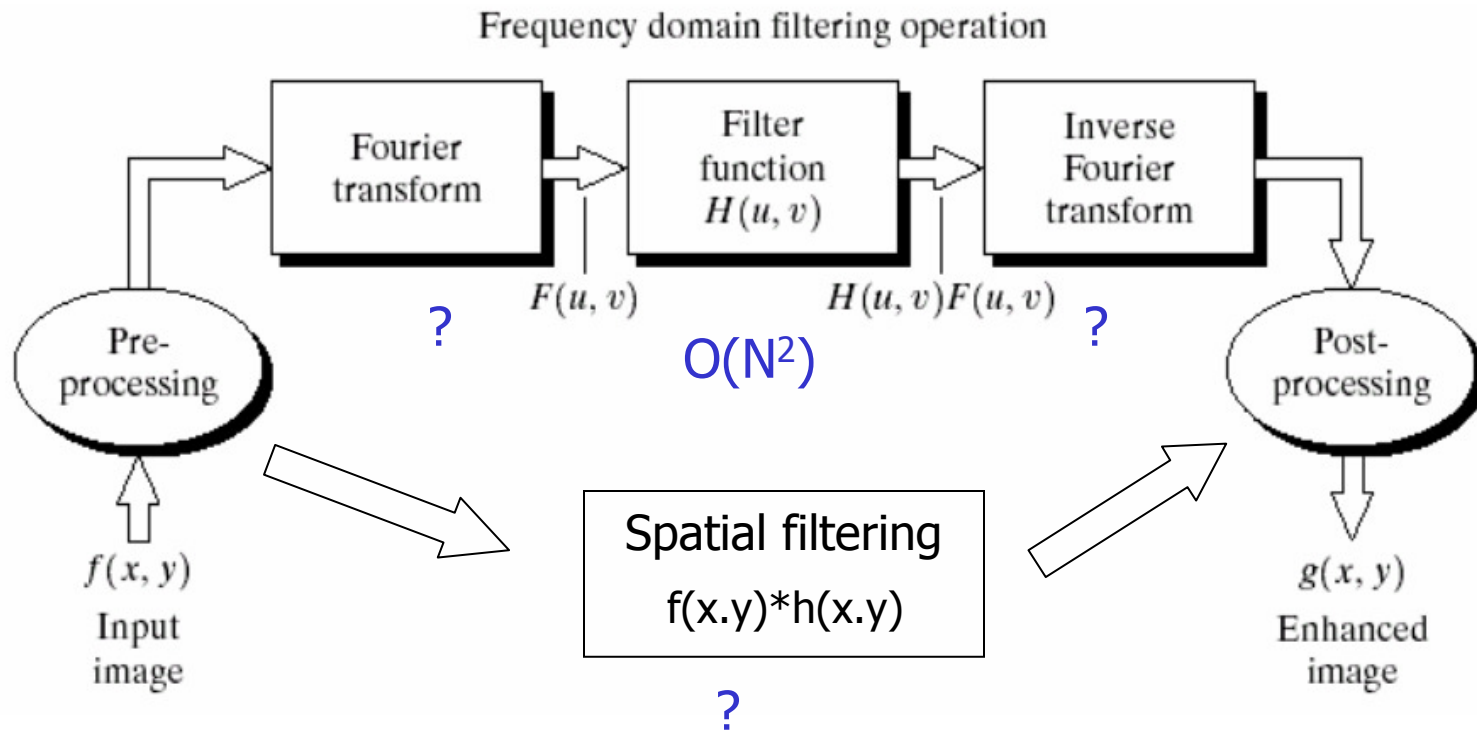 Frequency domain filtering operation
Fourier
transform
Filter
function
H(u, v)
Inverse
Fourier
transform
F(u, v)
H(u, v)F(u, v)
?
O(N²)
?
Pre-
processing
Post-
processing
Spatial filtering
f(x.y)*h(x.y)
?
f(x, y)
Input
image
g(x, y)
Enhanced
image